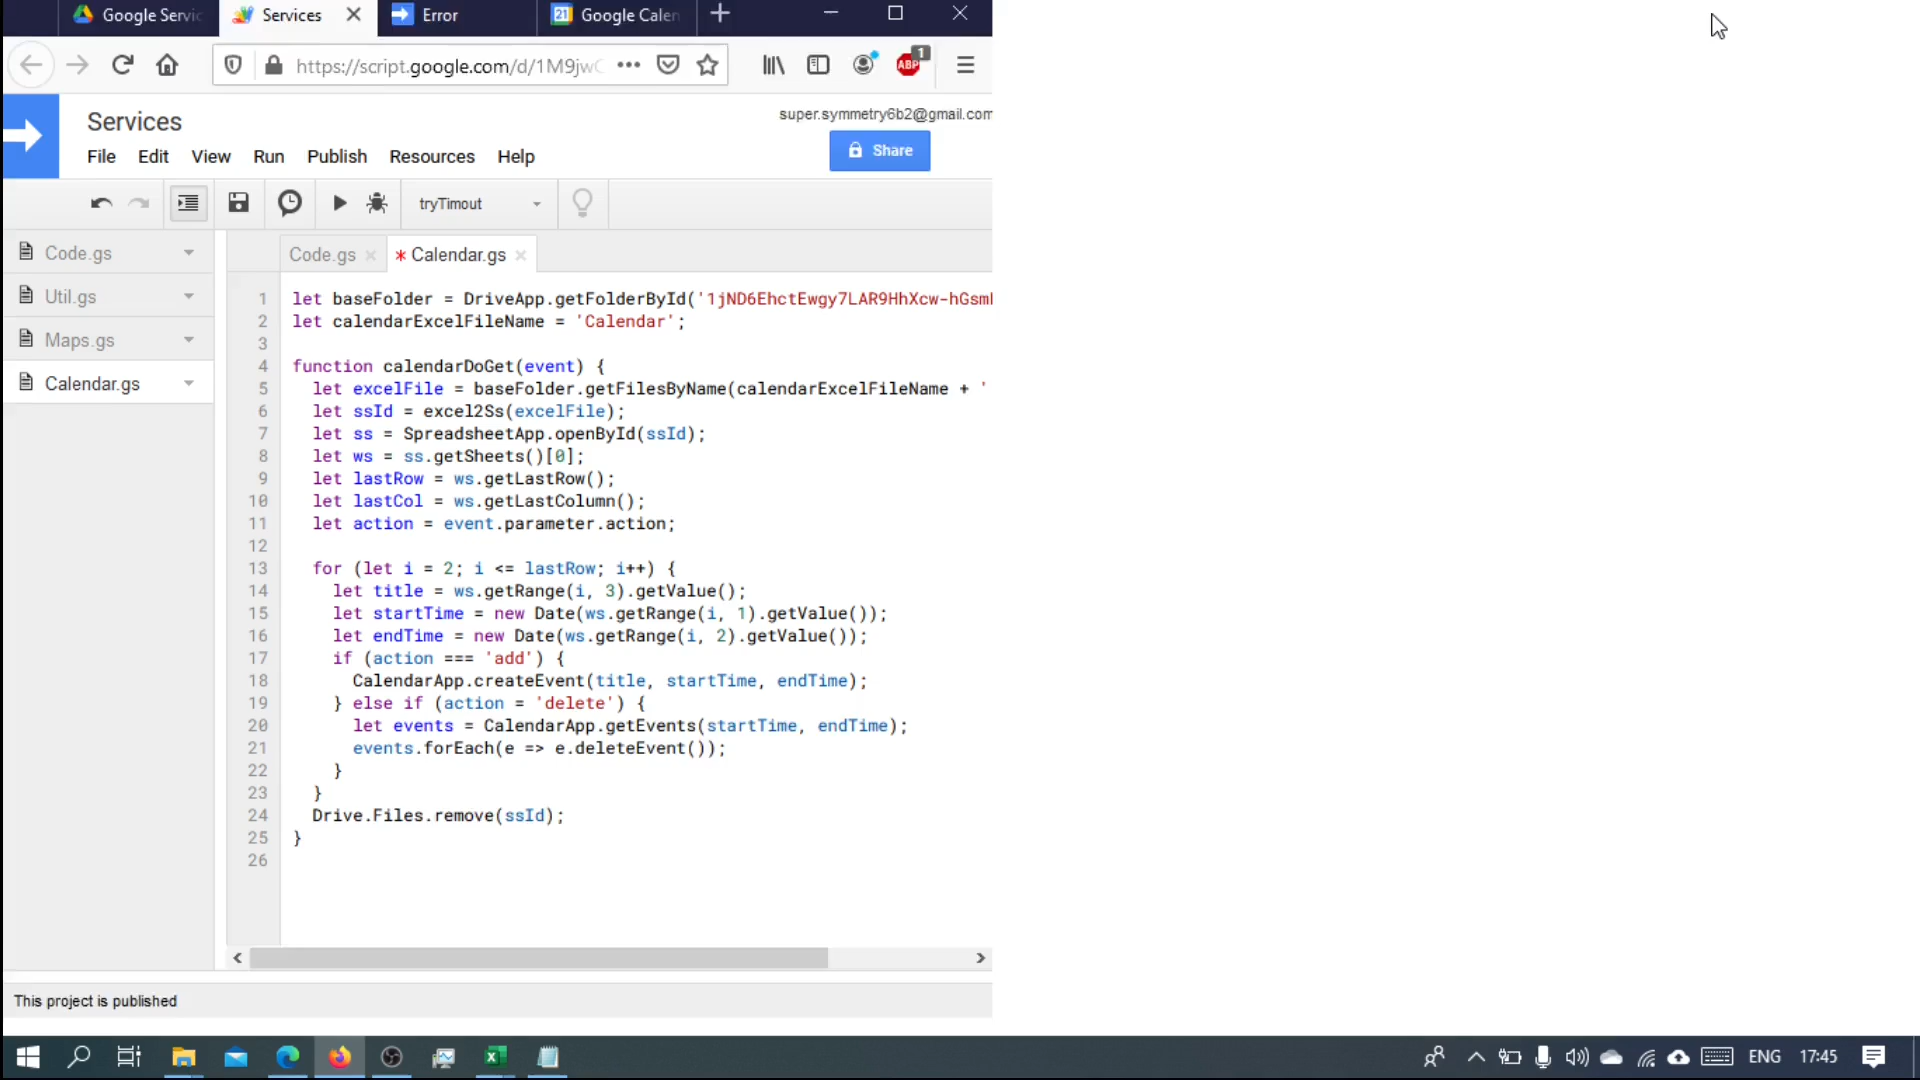 Google Servic
Services
Error
Google Calen
https://script.google.com/d/1M9jwC
ABP
1
Services
super.symmetry6b2@gmail.com
File Edit View Run Publish Resources Help
Share
tryTimout
Code.gs
Util.gs
Maps.gs
Calendar.gs
Code.gs
* Calendar.gs
1 let baseFolder = DriveApp.getFolderById('1jND6EhctEwgy7LAR9HhXcw-hGsm
2 let calendarExcelFileName = 'Calendar';
3
4 function calendarDoGet(event) {
5 let excelFile = baseFolder.getFilesByName(calendarExcelFileName + '
6 let ssId = excel2Ss(excelFile);
7 let ss = SpreadsheetApp.openById(ssId);
8 let ws = ss.getSheets()[0];
9 let lastRow = ws.getLastRow();
10 let lastCol = ws.getLastColumn();
11 let action = event.parameter.action;
12
13 for (let i = 2; i <= lastRow; i++) {
14 let title = ws.getRange(i, 3).getValue();
15 let startTime = new Date(ws.getRange(i, 1).getValue());
16 let endTime = new Date(ws.getRange(i, 2).getValue());
17 if (action === 'add') {
18 CalendarApp.createEvent(title, startTime, endTime);
19 } else if (action = 'delete') {
20 let events = CalendarApp.getEvents(startTime, endTime);
21 events.forEach(e => e.deleteEvent());
22 }
23 }
24 Drive.Files.remove(ssId);
25 }
26
This project is published
ENG 17:45